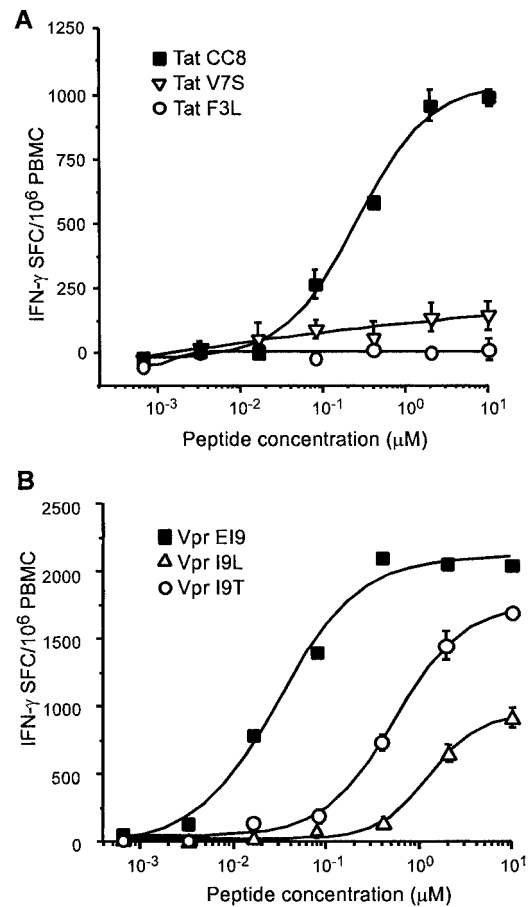 A
1250
1000
750
500
250
0
IFN-γ SFC/10⁶ PBMC
Tat CC8
Tat V7S
Tat F3L
10⁻³
10⁻²
10⁻¹
10⁰
10¹
Peptide concentration (μM)
B
2500
2000
1500
1000
500
0
IFN-γ SFC/10⁶ PBMC
Vpr EI9
Vpr I9L
Vpr I9T
10⁻³
10⁻²
10⁻¹
10⁰
10¹
Peptide concentration (μM)